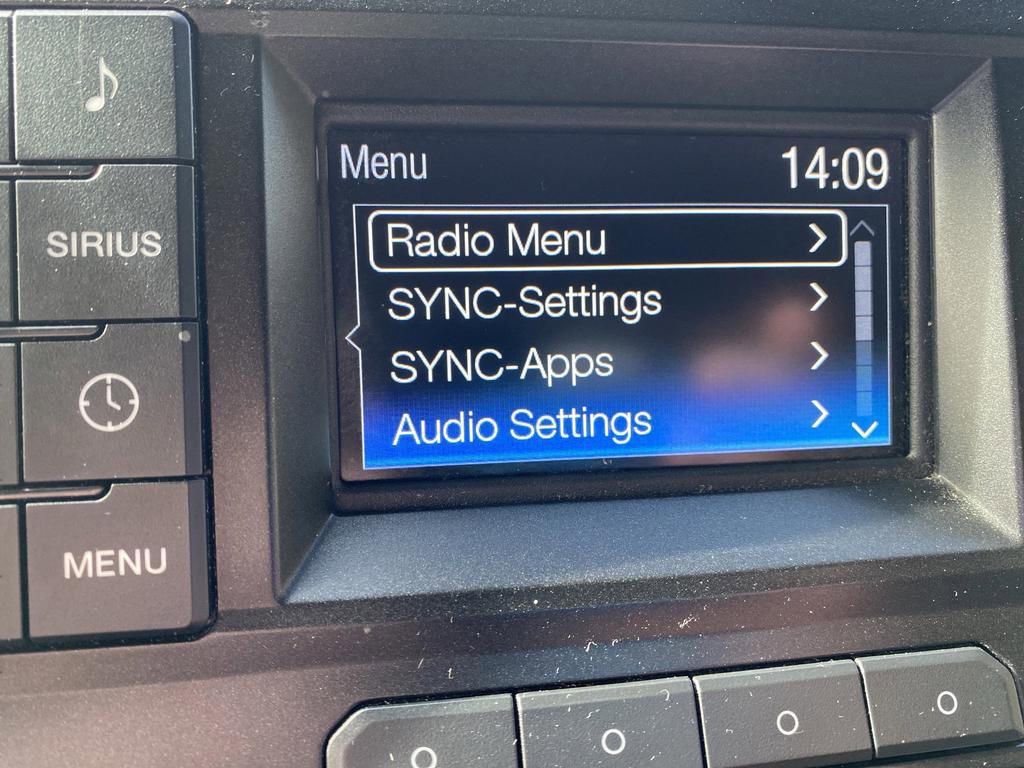 Menu 14:09
Radio Menu
SYNC-Settings
SYNC-Apps
Audio Settings
SIRIUS
MENU